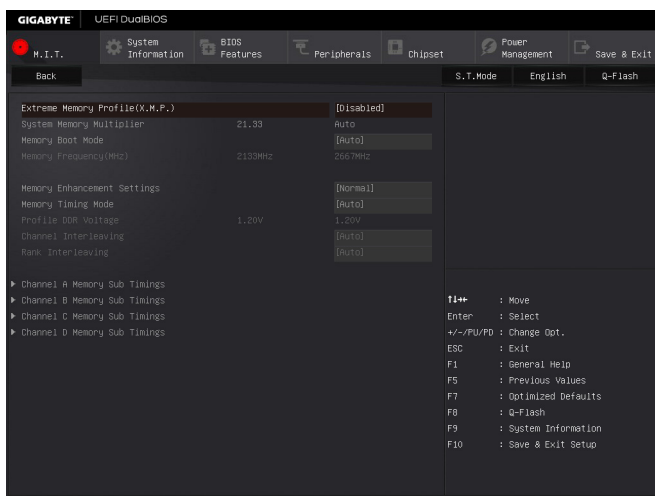 GIGABYTE™ UEFI DualBIOS
M.I.T. System Information BIOS Features Peripherals Chipset Power Management Save & Exit
Back S.T.Mode English Q-Flash
Extreme Memory Profile(X.M.P.) [Disabled]
System Memory Multiplier 21.33 Auto
Memory Boot Mode [Auto]
Memory Frequency(MHz) 2133MHz 2667MHz
Memory Enhancement Settings [Normal]
Memory Timing Mode [Auto]
Profile DDR Voltage 1.20V 1.20V
Channel Interleaving [Auto]
Rank Interleaving [Auto]
Channel A Memory Sub Timings
Channel B Memory Sub Timings
Channel C Memory Sub Timings
Channel D Memory Sub Timings
↑↓→← : Move
Enter : Select
+/-/PU/PD : Change Opt.
ESC : Exit
F1 : General Help
F5 : Previous Values
F7 : Optimized Defaults
F8 : Q-Flash
F9 : System Information
F10 : Save & Exit Setup